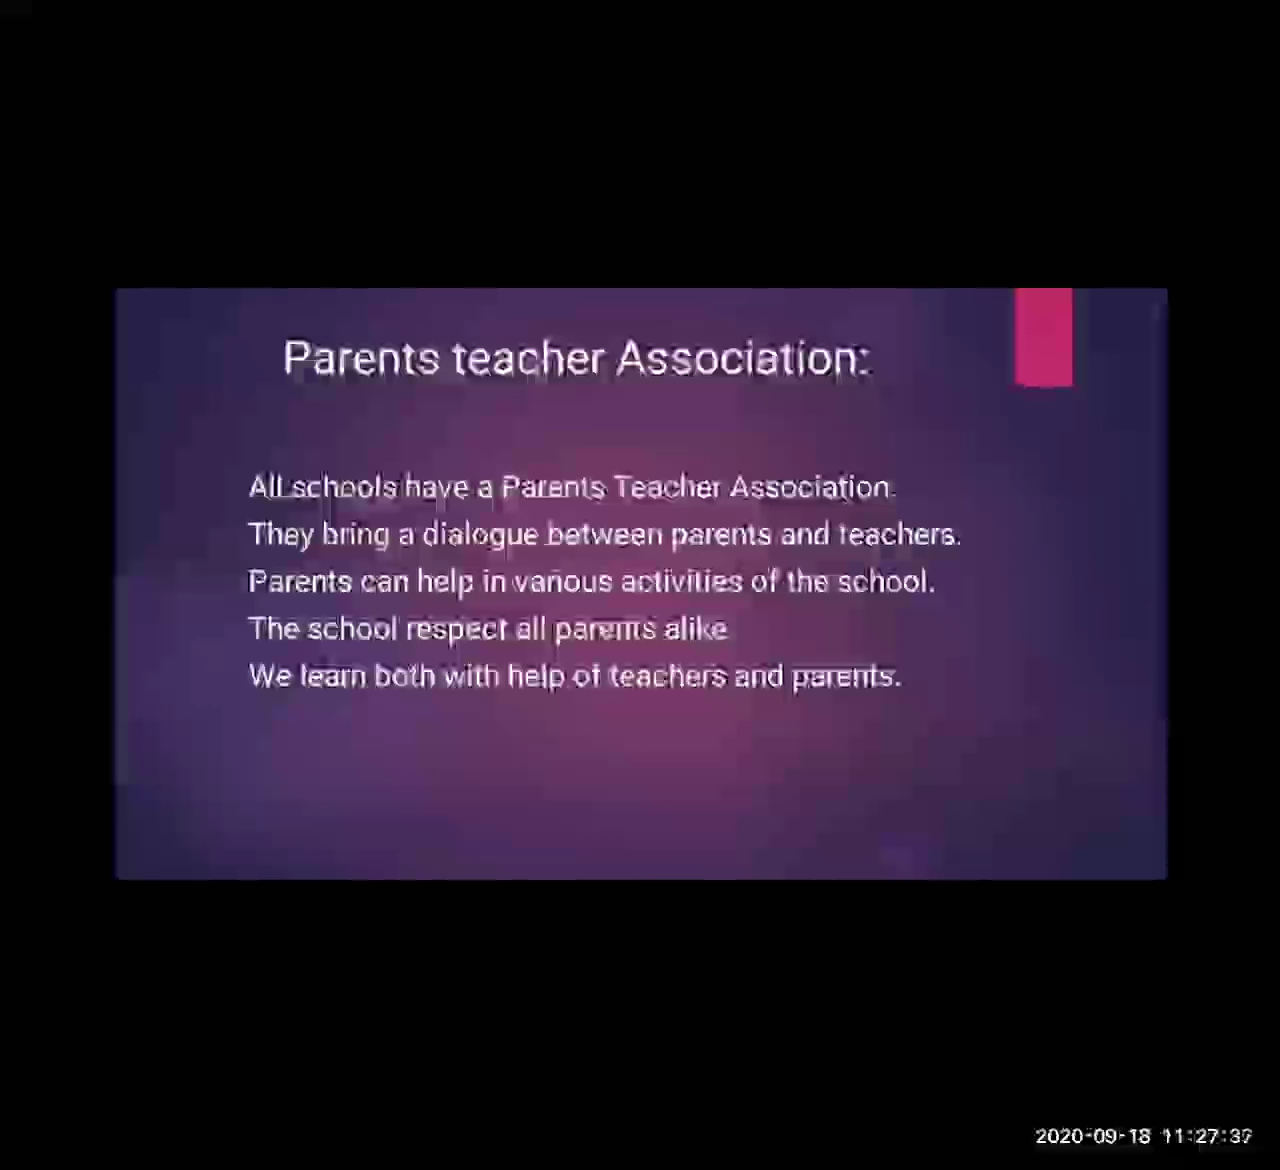 Parents teacher Association:
All schools have a Parents Teacher Association.
They bring a dialogue between parents and teachers.
Parents can help in various activities of the school.
The school respect all parents alike
We learn both with help of teachers and parents.
2020-09-18 11:27:39